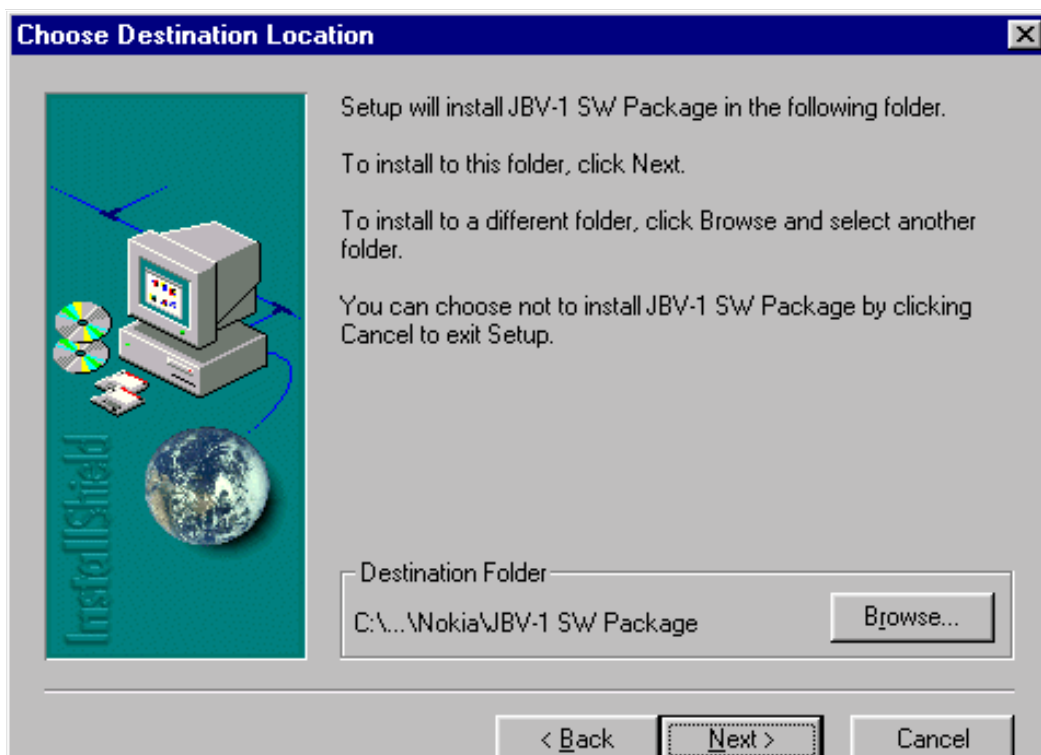 Choose Destination Location
Setup will install JBV-1 SW Package in the following folder.
To install to this folder, click Next.
To install to a different folder, click Browse and select another
folder.
You can choose not to install JBV-1 SW Package by clicking
Cancel to exit Setup.
InstallShield
Destination Folder
C:\...\Nokia\JBV-1 SW Package
Browse...
< Back
Next >
Cancel